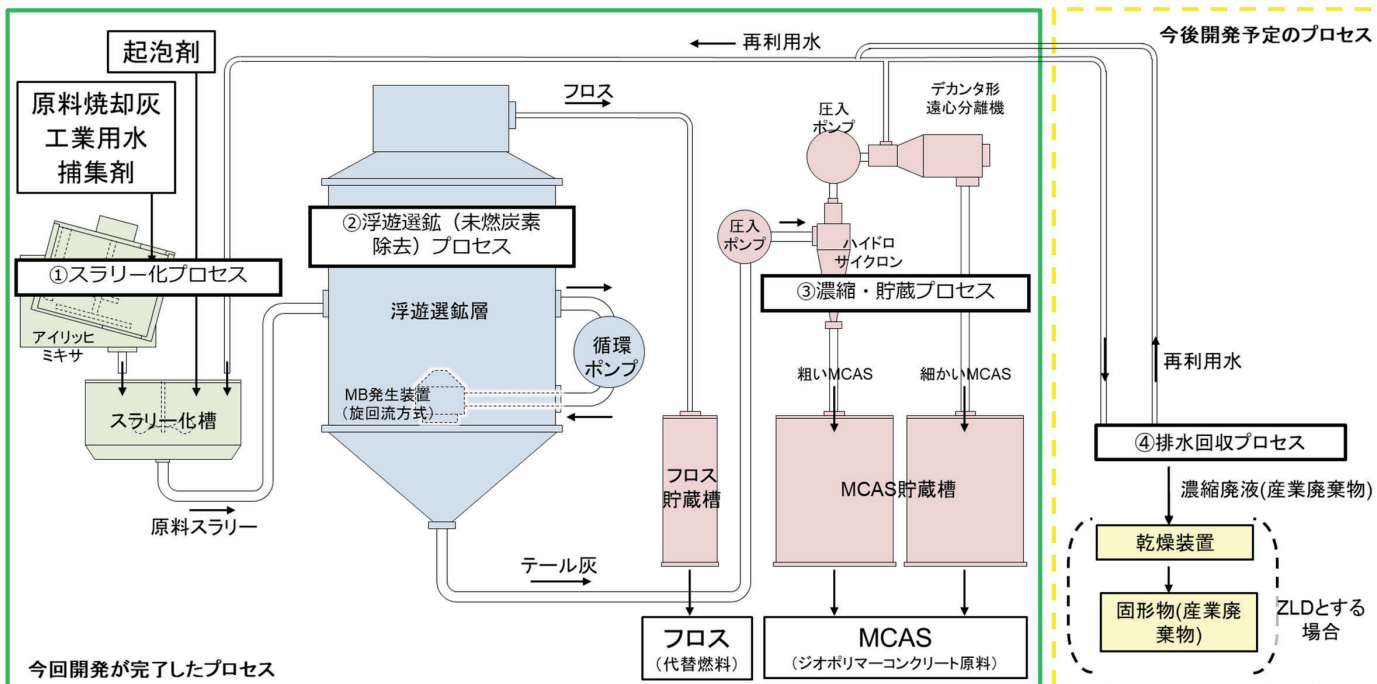 再利用水
今後開発予定のプロセス
起泡剤
原料焼却灰
工業用水
捕集剤
フロス
圧入
ポンプ
デカンタ形
遠心分離機
②浮遊選鉱（未燃炭素
除去）プロセス
圧入
ポンプ
ハイドロ
サイクロン
①スラリー化プロセス
③濃縮・貯蔵プロセス
浮遊選鉱層
アイリッヒ
ミキサ
循環
ポンプ
再利用水
粗いMCAS
細かいMCAS
MB発生装置
（旋回流方式）
スラリー化槽
④排水回収プロセス
フロス
貯蔵槽
MCAS貯蔵槽
濃縮廃液(産業廃棄物)
原料スラリー
乾燥装置
テール灰
固形物(産業廃
棄物)
ZLDとする
場合
フロス
（代替燃料）
MCAS
（ジオポリマーコンクリート原料）
今回開発が完了したプロセス